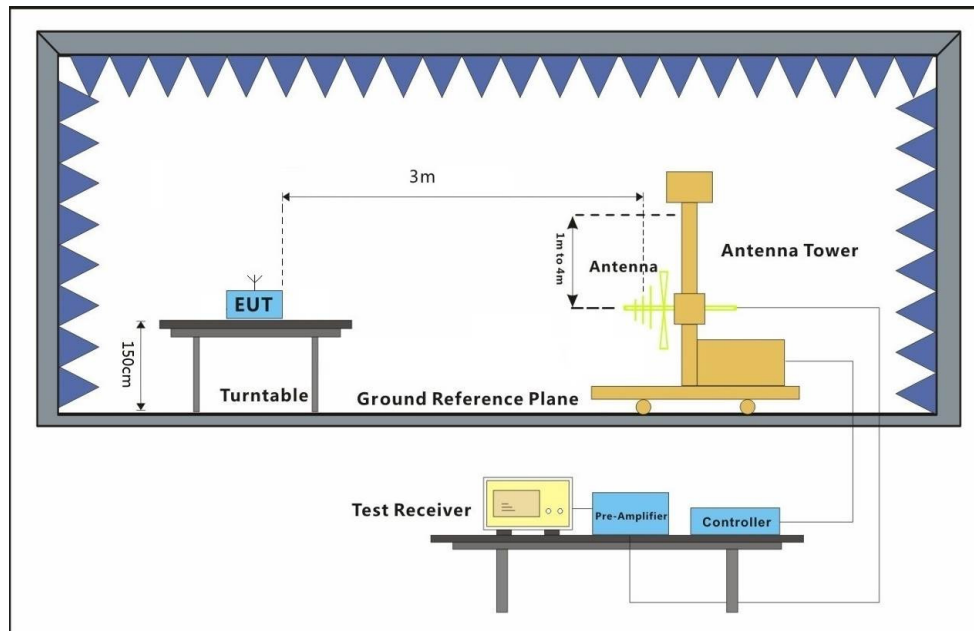 3m
1m to 4m
Antenna
Antenna Tower
EUT
150cm
Turntable
Ground Reference Plane
Test Receiver
Pre-Amplifier
Controller